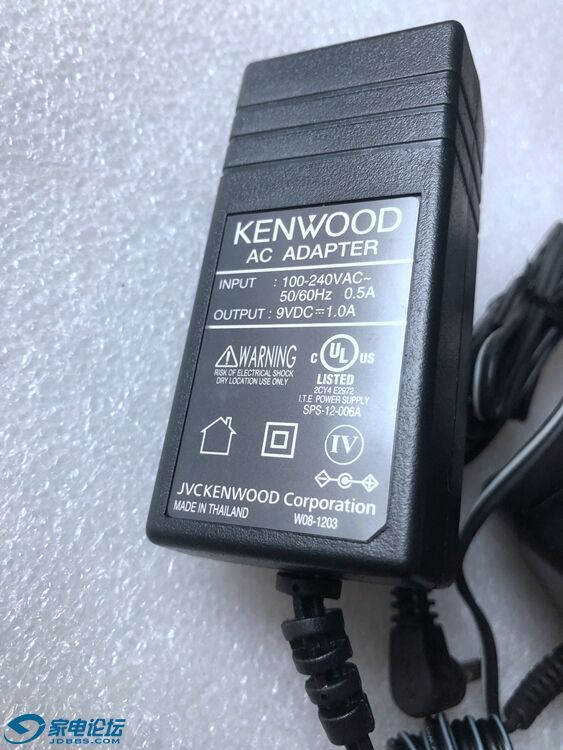 KENWOOD
AC ADAPTER
INPUT : 100-240VAC~
50/60Hz 0.5A
OUTPUT : 9VDC⎓1.0A
⚠WARNING
RISK OF ELECTRICAL SHOCK
DRY LOCATION USE ONLY
C UL US
LISTED
2CY4 E2972
I.T.E POWER SUPPLY
SPS-12-006A
IV
JVCKENWOOD Corporation
MADE IN THAILAND W08-1203
家电论坛
JDBBS.COM